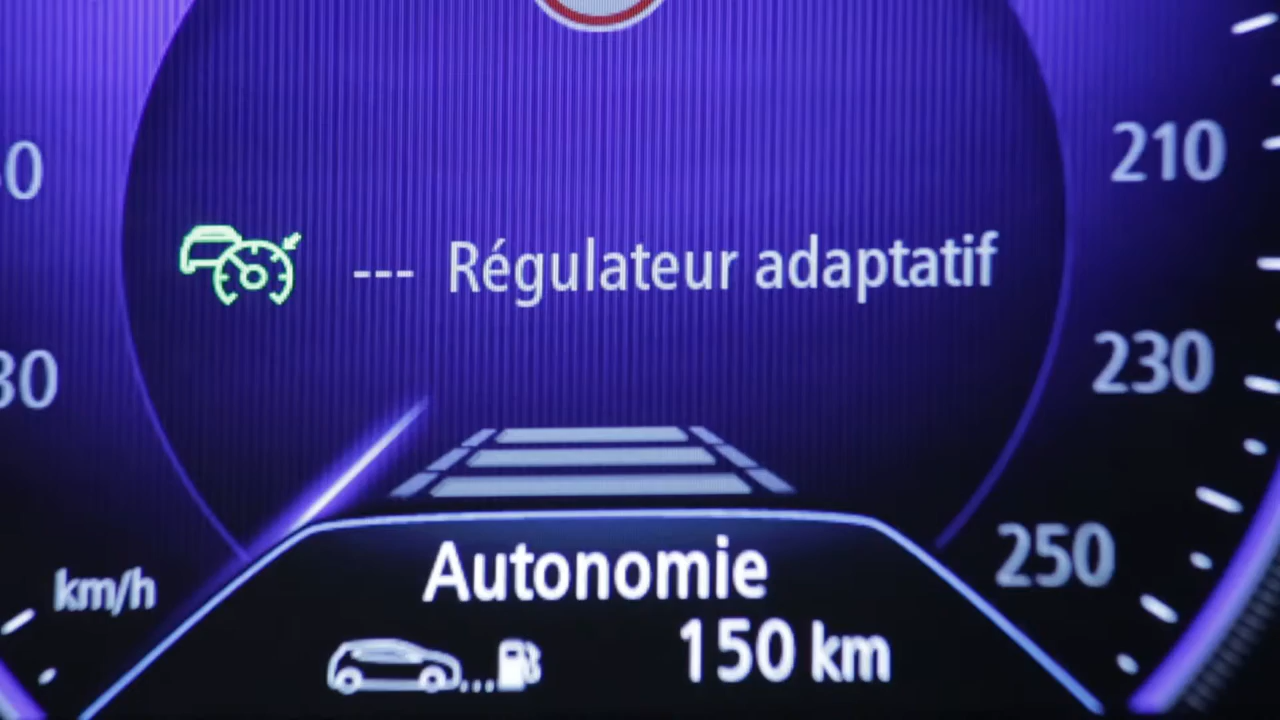 210
--- Régulateur adaptatif
230
250
km/h
Autonomie
150 km